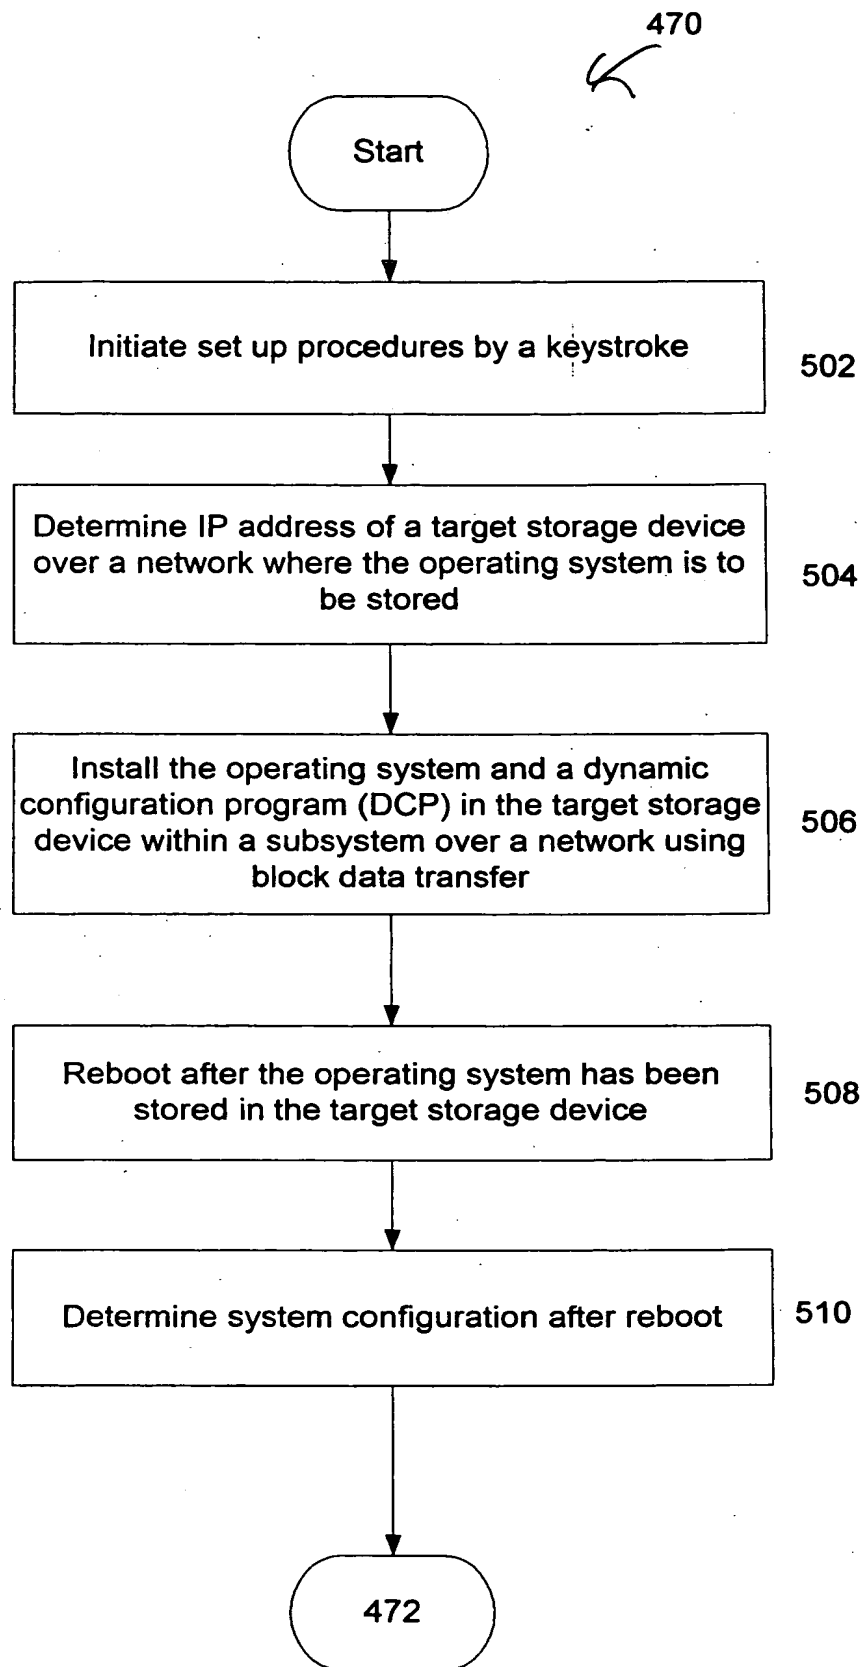 470
Start
Initiate set up procedures by a keystroke
502
Determine IP address of a target storage device
over a network where the operating system is to
be stored
504
Install the operating system and a dynamic
configuration program (DCP) in the target storage
device within a subsystem over a network using
block data transfer
506
Reboot after the operating system has been
stored in the target storage device
508
Determine system configuration after reboot
510
472